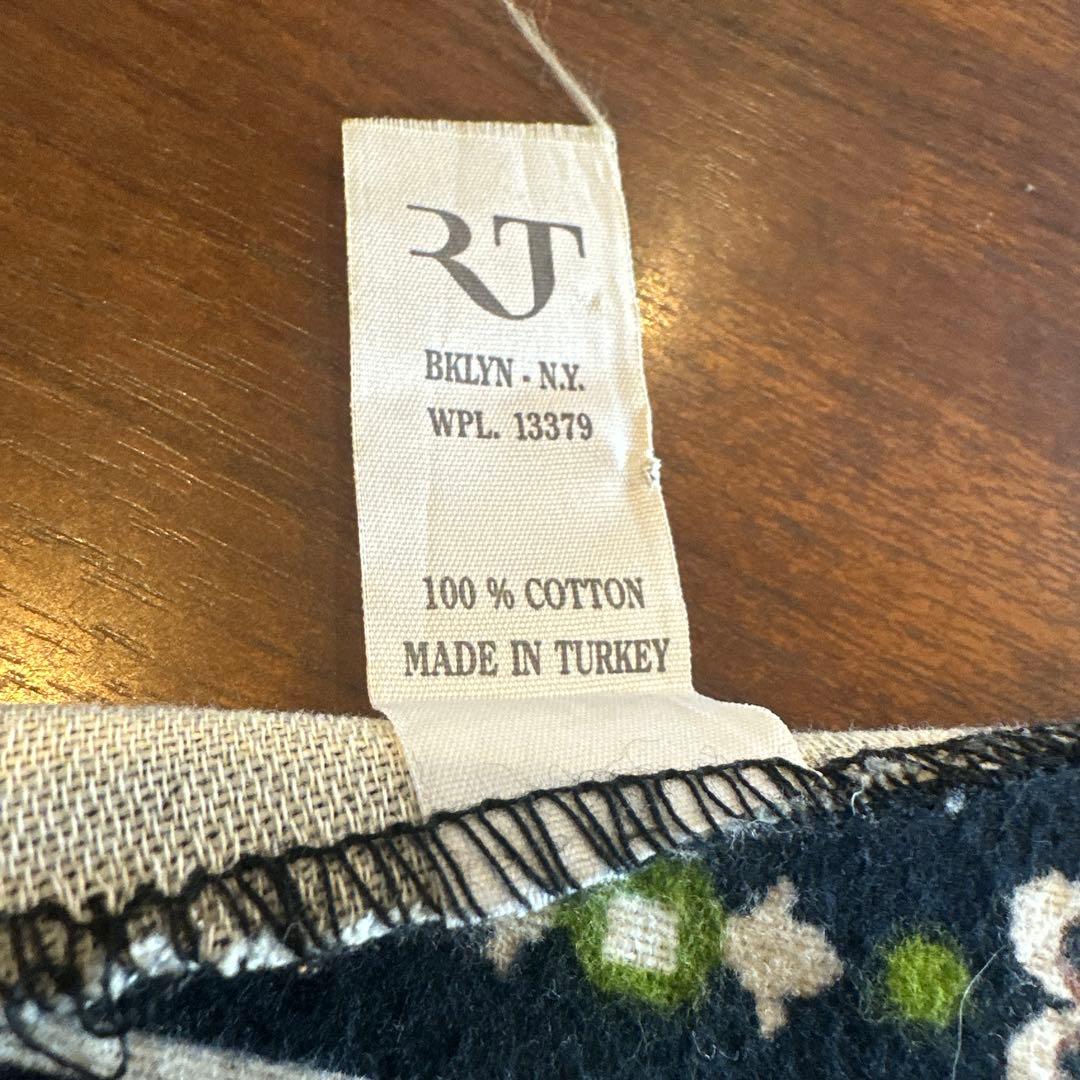 RT
BKLYN - N.Y.
WPL. 13379
100 % COTTON
MADE IN TURKEY